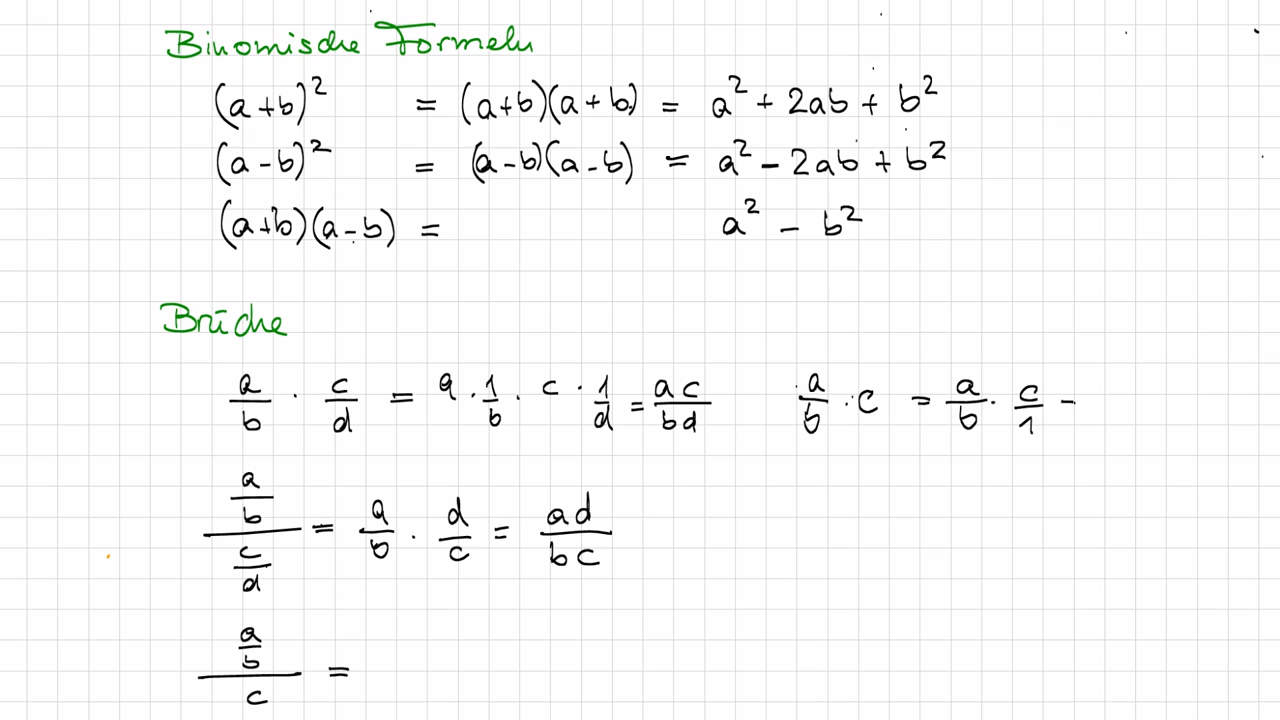 Binomische Formeln
(a+b)² = (a+b)(a+b) = a² + 2ab + b²
(a-b)² = (a-b)(a-b) = a² - 2ab + b²
(a+b)(a-b) = a² - b²
Brüche
a/b · c/d = a · 1/b · c · 1/d = ac/bd    a/b · c = a/b · c/1 -
(a/b)/(c/d) = a/b · d/c = ad/bc
(a/b)/c =